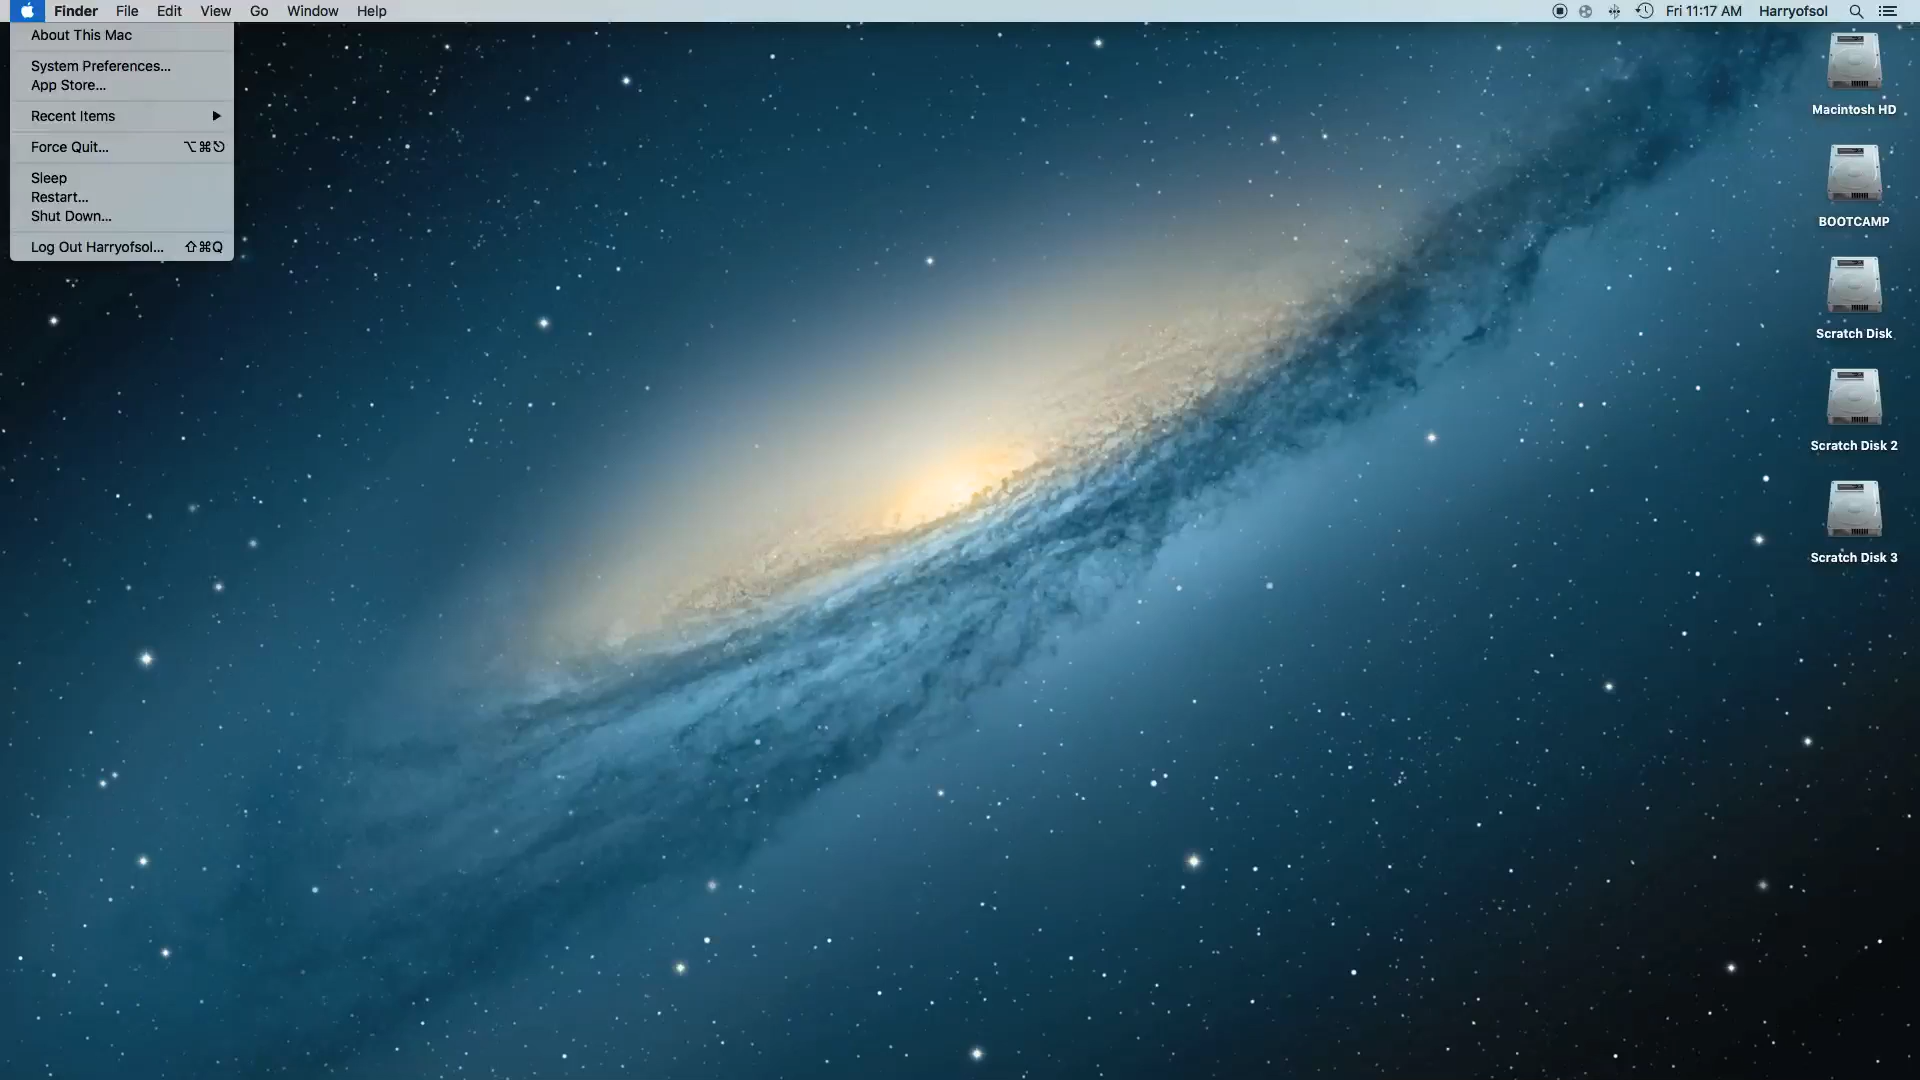 Finder File Edit View Go Window Help
Fri 11:17 AM Harryofsol
About This Mac
System Preferences...
App Store...
Recent Items ▶
Force Quit... ⌥⌘⎋
Sleep
Restart...
Shut Down...
Log Out Harryofsol... ⇧⌘Q
Macintosh HD
BOOTCAMP
Scratch Disk
Scratch Disk 2
Scratch Disk 3